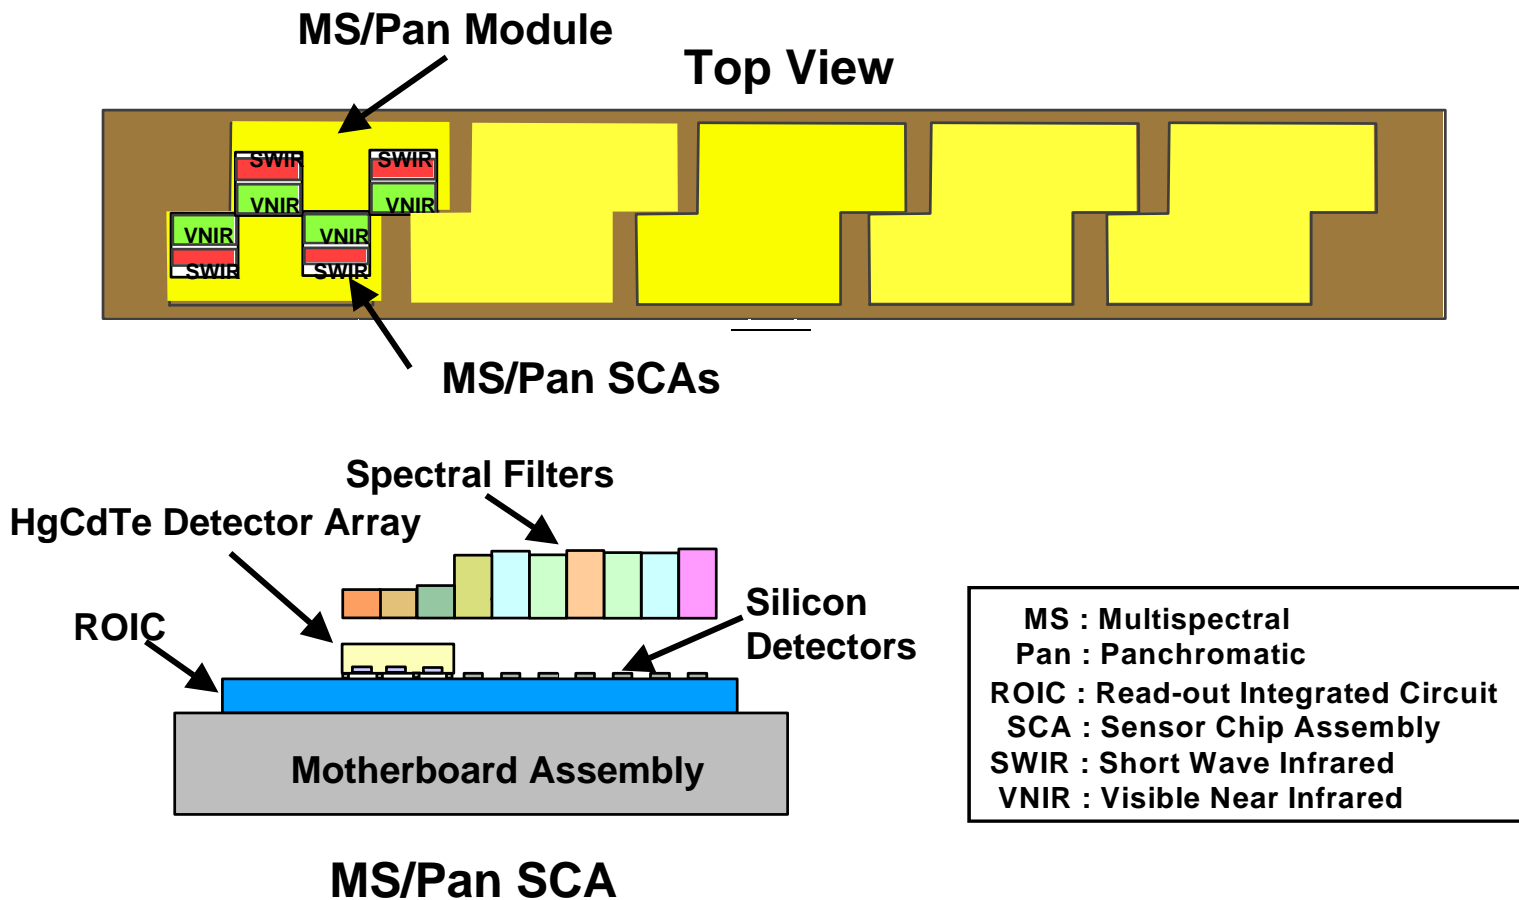 MS/Pan Module
Top View
SWIR SWIR
VNIR VNIR
VNIR VNIR
SWIR SWIR
MS/Pan SCAs
Spectral Filters
HgCdTe Detector Array
ROIC
Silicon
Detectors
Motherboard Assembly
MS/Pan SCA
MS : Multispectral
Pan : Panchromatic
ROIC : Read-out Integrated Circuit
SCA : Sensor Chip Assembly
SWIR : Short Wave Infrared
VNIR : Visible Near Infrared